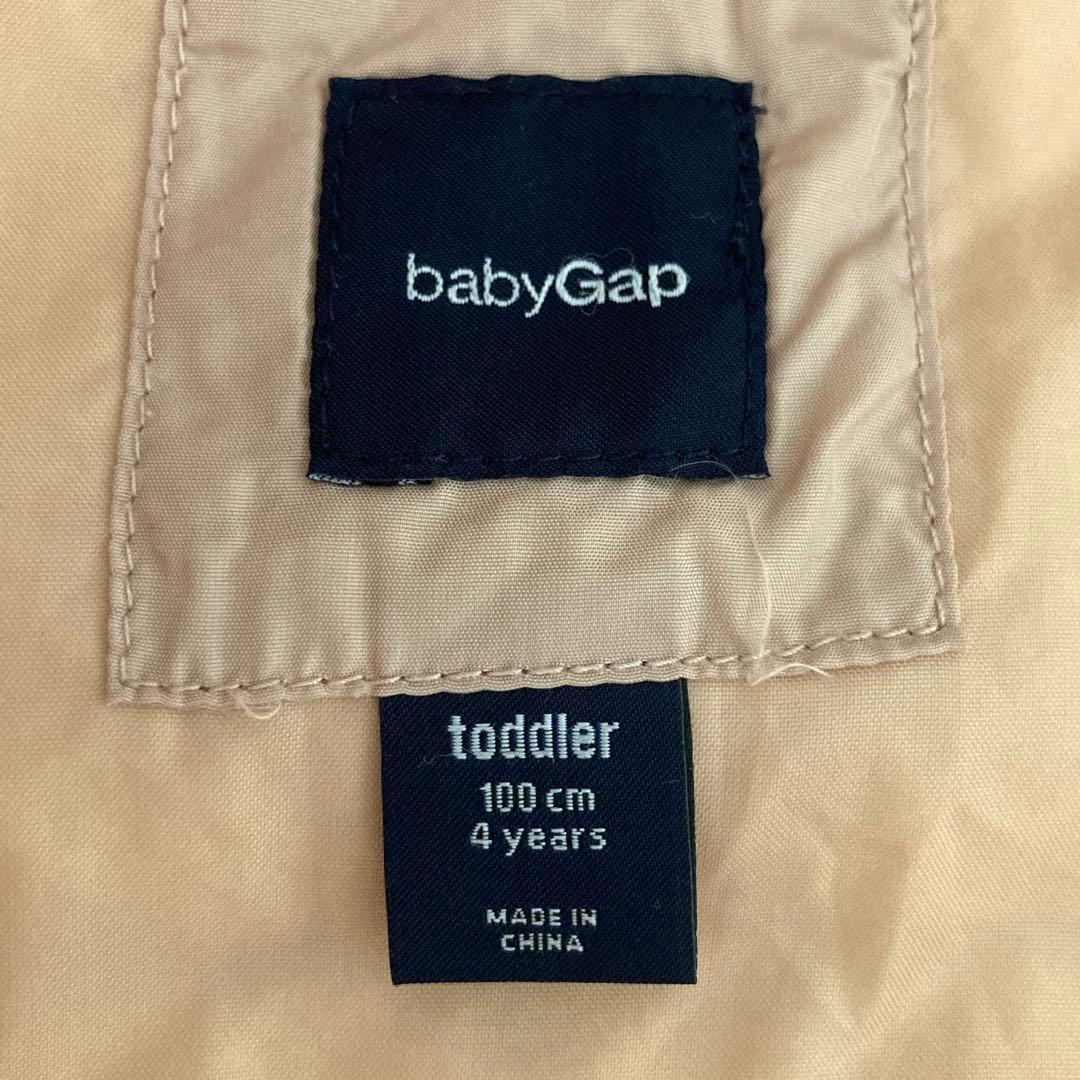 babyGap
toddler
100 cm
4 years
MADE IN
CHINA